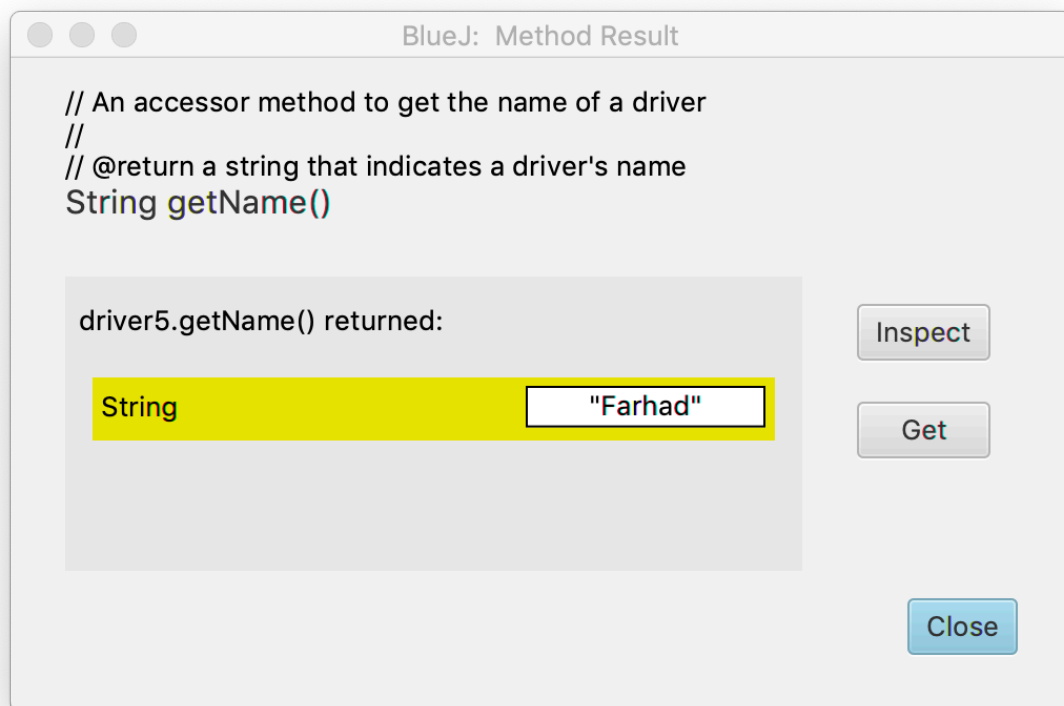 BlueJ: Method Result
// An accessor method to get the name of a driver
//
// @return a string that indicates a driver's name
String getName()
driver5.getName() returned:
Inspect
String "Farhad"
Get
Close